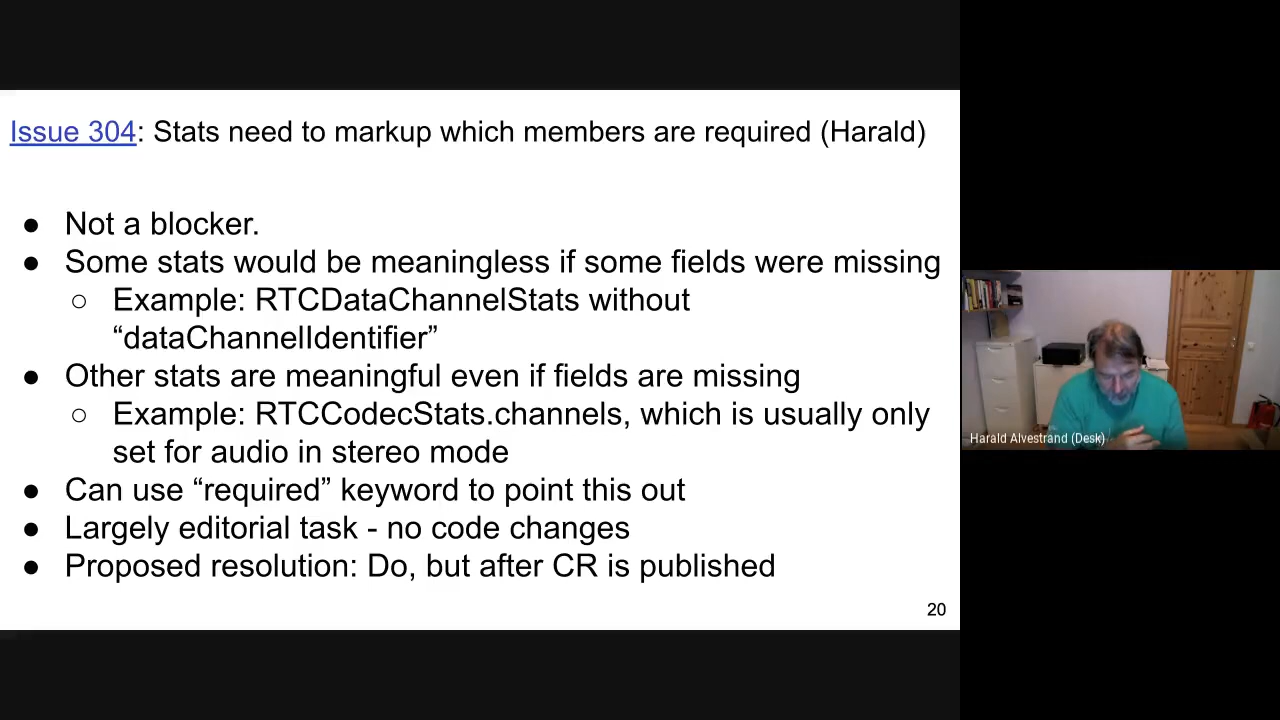 Issue 304: Stats need to markup which members are required (Harald)
● Not a blocker.
● Some stats would be meaningless if some fields were missing
○ Example: RTCDataChannelStats without
“dataChannelIdentifier”
● Other stats are meaningful even if fields are missing
○ Example: RTCCodecStats.channels, which is usually only
set for audio in stereo mode
● Can use “required” keyword to point this out
● Largely editorial task - no code changes
● Proposed resolution: Do, but after CR is published
20
Harald Alvestrand (Desk)